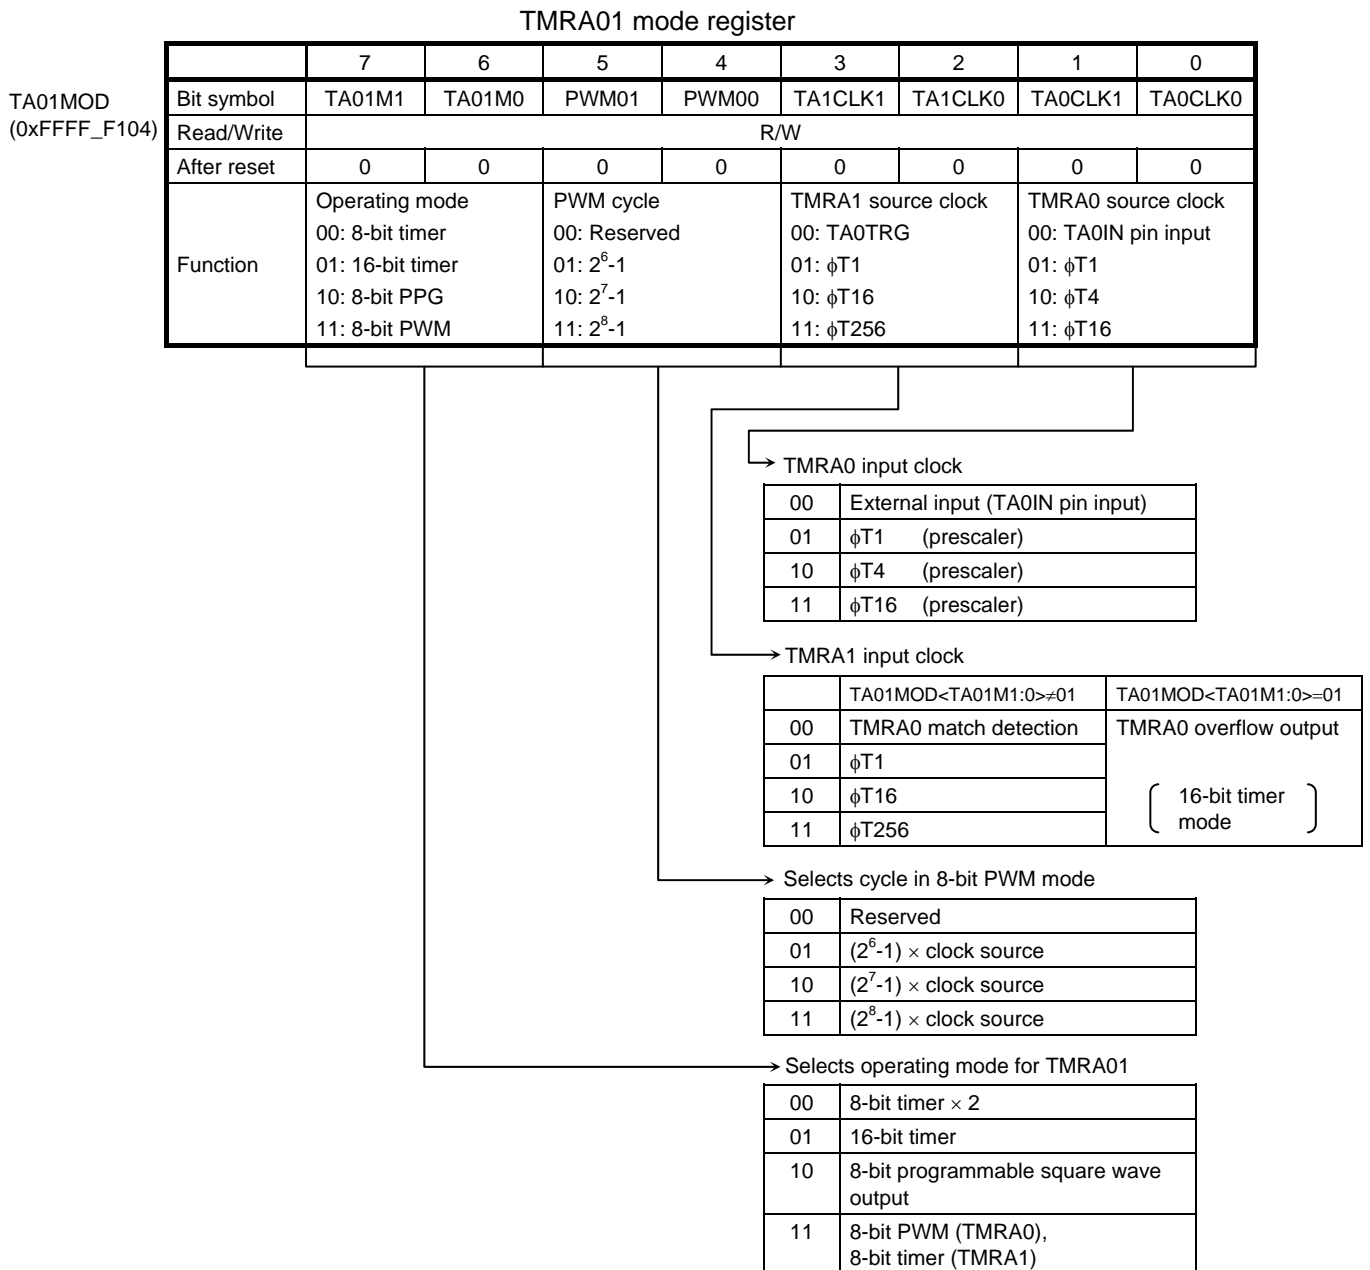 TMRA01 mode register
7 6 5 4 3 2 1 0
TA01MOD
(0xFFFF_F104)
Bit symbol TA01M1 TA01M0 PWM01 PWM00 TA1CLK1 TA1CLK0 TA0CLK1 TA0CLK0
Read/Write R/W
After reset 0 0 0 0 0 0 0 0
Function
Operating mode
00: 8-bit timer
01: 16-bit timer
10: 8-bit PPG
11: 8-bit PWM
PWM cycle
00: Reserved
01: 2⁶-1
10: 2⁷-1
11: 2⁸-1
TMRA1 source clock
00: TA0TRG
01: ϕT1
10: ϕT16
11: ϕT256
TMRA0 source clock
00: TA0IN pin input
01: ϕT1
10: ϕT4
11: ϕT16
TMRA0 input clock
00 External input (TA0IN pin input)
01 ϕT1 (prescaler)
10 ϕT4 (prescaler)
11 ϕT16 (prescaler)
TMRA1 input clock
TA01MOD<TA01M1:0>≠01 TA01MOD<TA01M1:0>=01
00 TMRA0 match detection TMRA0 overflow output
01 ϕT1
10 ϕT16
11 ϕT256
16-bit timer
mode
Selects cycle in 8-bit PWM mode
00 Reserved
01 (2⁶-1) × clock source
10 (2⁷-1) × clock source
11 (2⁸-1) × clock source
Selects operating mode for TMRA01
00 8-bit timer × 2
01 16-bit timer
10 8-bit programmable square wave
output
11 8-bit PWM (TMRA0),
8-bit timer (TMRA1)